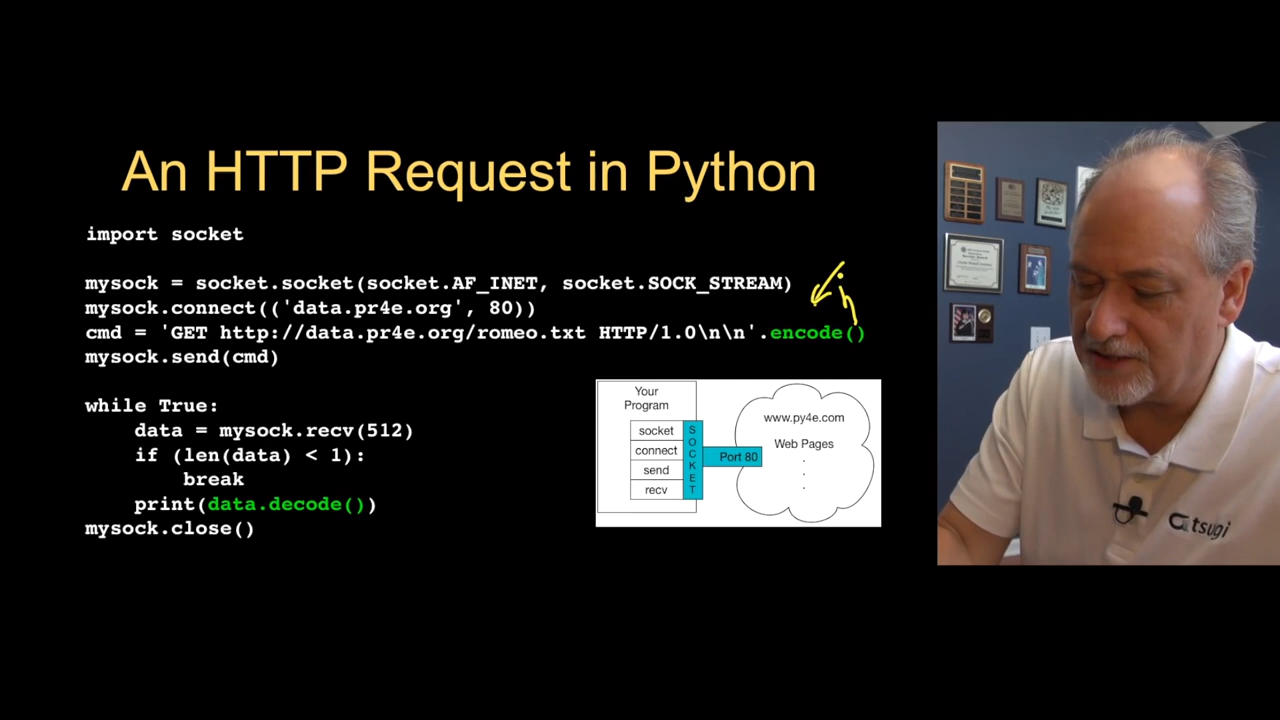 An HTTP Request in Python
import socket
mysock = socket.socket(socket.AF_INET, socket.SOCK_STREAM)
mysock.connect(('data.pr4e.org', 80))
cmd = 'GET http://data.pr4e.org/romeo.txt HTTP/1.0\n\n'.encode()
mysock.send(cmd)
while True:
    data = mysock.recv(512)
    if (len(data) < 1):
        break
    print(data.decode())
mysock.close()
Your
Program
socket
connect
send
recv
SOCKET
Port 80
www.py4e.com
Web Pages
.
.
.
tsugi